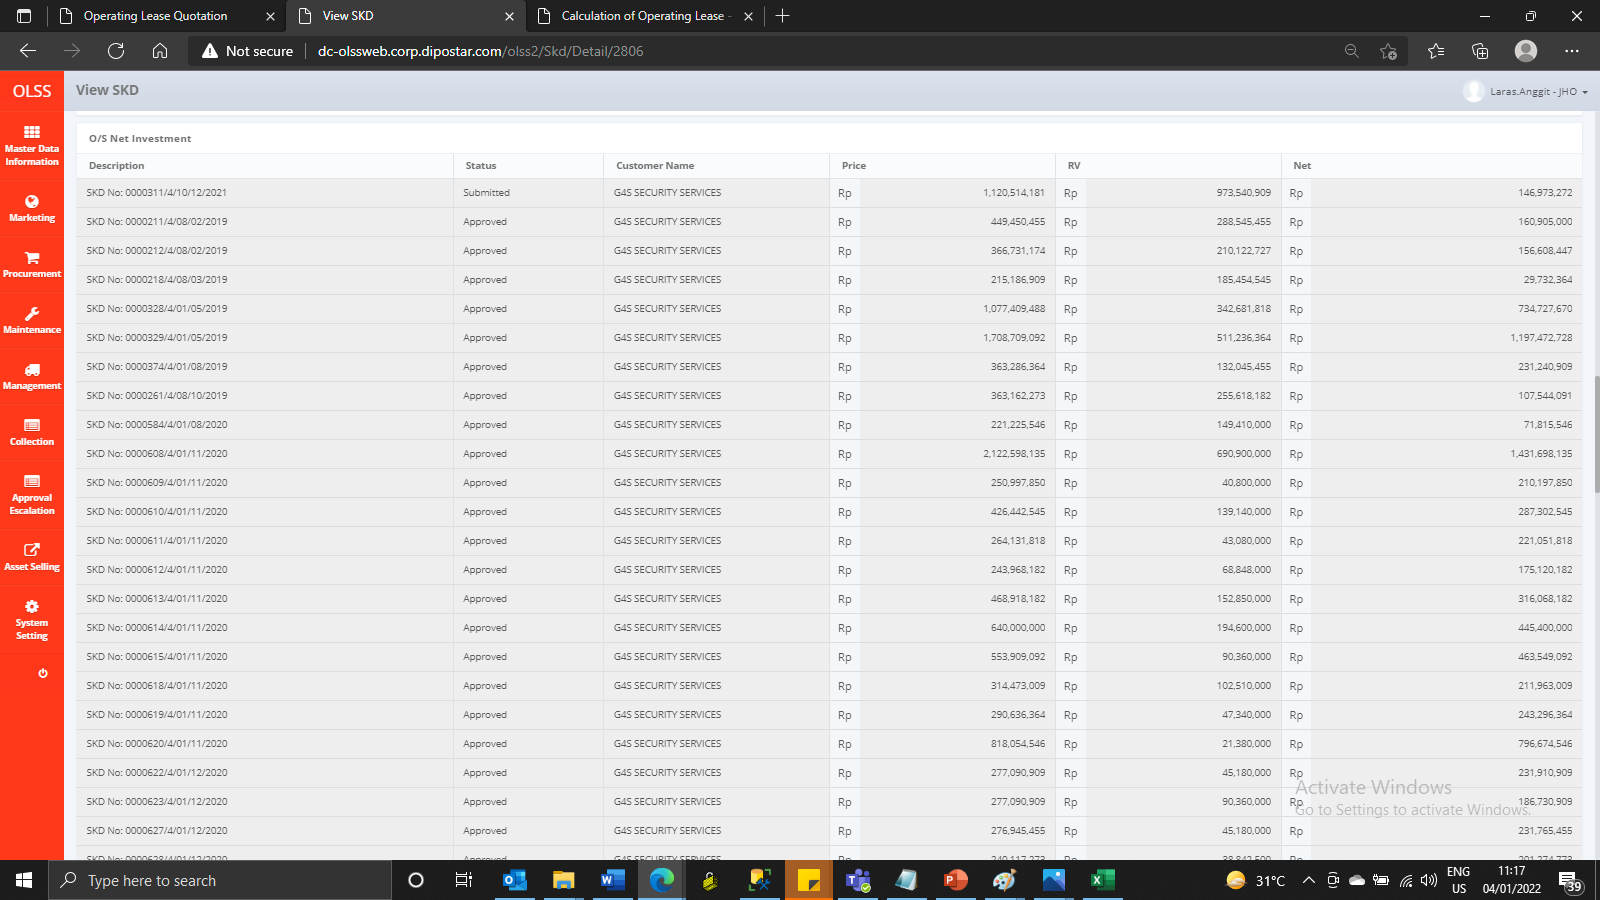 Operating Lease Quotation
View SKD
Calculation of Operating Lease -
Not secure
dc-olssweb.corp.dipostar.com/olss2/Skd/Detail/2806
OLSS
View SKD
Laras.Anggit - JHO
Master Data
Information
Marketing
Procurement
Maintenance
Management
Collection
Approval
Escalation
Asset Selling
System
Setting
O/S Net Investment
Description Status Customer Name Price RV Net
SKD No: 0000311/4/10/12/2021 Submitted G4S SECURITY SERVICES Rp 1,120,514,181 Rp 973,540,909 Rp 146,973,272
SKD No: 0000211/4/08/02/2019 Approved G4S SECURITY SERVICES Rp 449,450,455 Rp 288,545,455 Rp 160,905,000
SKD No: 0000212/4/08/02/2019 Approved G4S SECURITY SERVICES Rp 366,731,174 Rp 210,122,727 Rp 156,608,447
SKD No: 0000218/4/08/03/2019 Approved G4S SECURITY SERVICES Rp 215,186,909 Rp 185,454,545 Rp 29,732,364
SKD No: 0000328/4/01/05/2019 Approved G4S SECURITY SERVICES Rp 1,077,409,488 Rp 342,681,818 Rp 734,727,670
SKD No: 0000329/4/01/05/2019 Approved G4S SECURITY SERVICES Rp 1,708,709,092 Rp 511,236,364 Rp 1,197,472,728
SKD No: 0000374/4/01/08/2019 Approved G4S SECURITY SERVICES Rp 363,286,364 Rp 132,045,455 Rp 231,240,909
SKD No: 0000261/4/08/10/2019 Approved G4S SECURITY SERVICES Rp 363,162,273 Rp 255,618,182 Rp 107,544,091
SKD No: 0000584/4/01/08/2020 Approved G4S SECURITY SERVICES Rp 221,225,546 Rp 149,410,000 Rp 71,815,546
SKD No: 0000608/4/01/11/2020 Approved G4S SECURITY SERVICES Rp 2,122,598,135 Rp 690,900,000 Rp 1,431,698,135
SKD No: 0000609/4/01/11/2020 Approved G4S SECURITY SERVICES Rp 250,997,850 Rp 40,800,000 Rp 210,197,850
SKD No: 0000610/4/01/11/2020 Approved G4S SECURITY SERVICES Rp 426,442,545 Rp 139,140,000 Rp 287,302,545
SKD No: 0000611/4/01/11/2020 Approved G4S SECURITY SERVICES Rp 264,131,818 Rp 43,080,000 Rp 221,051,818
SKD No: 0000612/4/01/11/2020 Approved G4S SECURITY SERVICES Rp 243,968,182 Rp 68,848,000 Rp 175,120,182
SKD No: 0000613/4/01/11/2020 Approved G4S SECURITY SERVICES Rp 468,918,182 Rp 152,850,000 Rp 316,068,182
SKD No: 0000614/4/01/11/2020 Approved G4S SECURITY SERVICES Rp 640,000,000 Rp 194,600,000 Rp 445,400,000
SKD No: 0000615/4/01/11/2020 Approved G4S SECURITY SERVICES Rp 553,909,092 Rp 90,360,000 Rp 463,549,092
SKD No: 0000618/4/01/11/2020 Approved G4S SECURITY SERVICES Rp 314,473,009 Rp 102,510,000 Rp 211,963,009
SKD No: 0000619/4/01/11/2020 Approved G4S SECURITY SERVICES Rp 290,636,364 Rp 47,340,000 Rp 243,296,364
SKD No: 0000620/4/01/11/2020 Approved G4S SECURITY SERVICES Rp 818,054,546 Rp 21,380,000 Rp 796,674,546
SKD No: 0000622/4/01/12/2020 Approved G4S SECURITY SERVICES Rp 277,090,909 Rp 45,180,000 Rp 231,910,909
SKD No: 0000623/4/01/12/2020 Approved G4S SECURITY SERVICES Rp 277,090,909 Rp 90,360,000 Rp 186,730,909
SKD No: 0000627/4/01/12/2020 Approved G4S SECURITY SERVICES Rp 276,945,455 Rp 45,180,000 Rp 231,765,455
SKD No: 0000628/4/01/12/2020 Approved G4S SECURITY SERVICES Rp 240,117,273 Rp 38,842,500 Rp 201,274,773
Activate Windows
Go to Settings to activate Windows.
Type here to search
31°C
ENG
US
11:17
04/01/2022
39